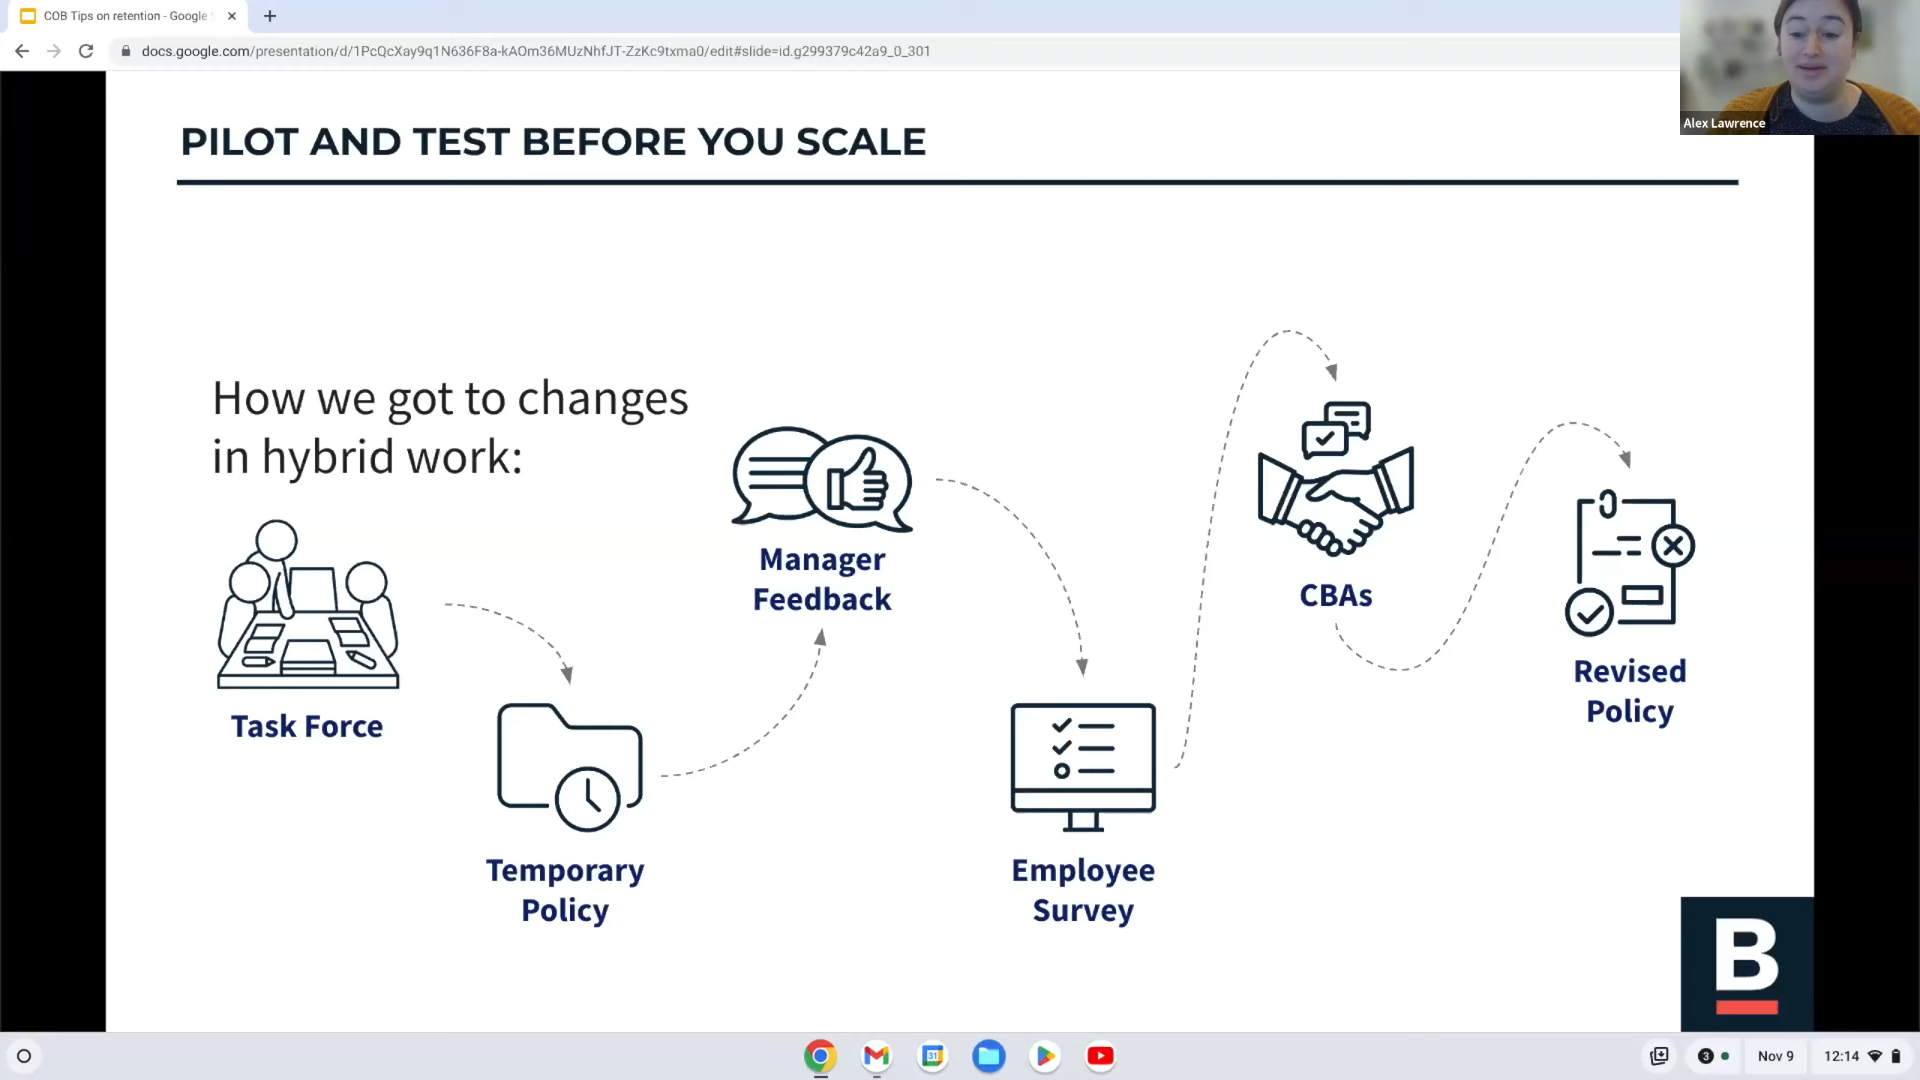 COB Tips on retention - Google
docs.google.com/presentation/d/1PcQcXay9q1N636F8a-kAOm36MUzNhfJT-ZzKc9txma0/edit#slide=id.g299379c42a9_0_301
Alex Lawrence
PILOT AND TEST BEFORE YOU SCALE
How we got to changes
in hybrid work:
Task Force
Temporary
Policy
Manager
Feedback
Employee
Survey
CBAs
Revised
Policy
B
31
3
Nov 9
12:14